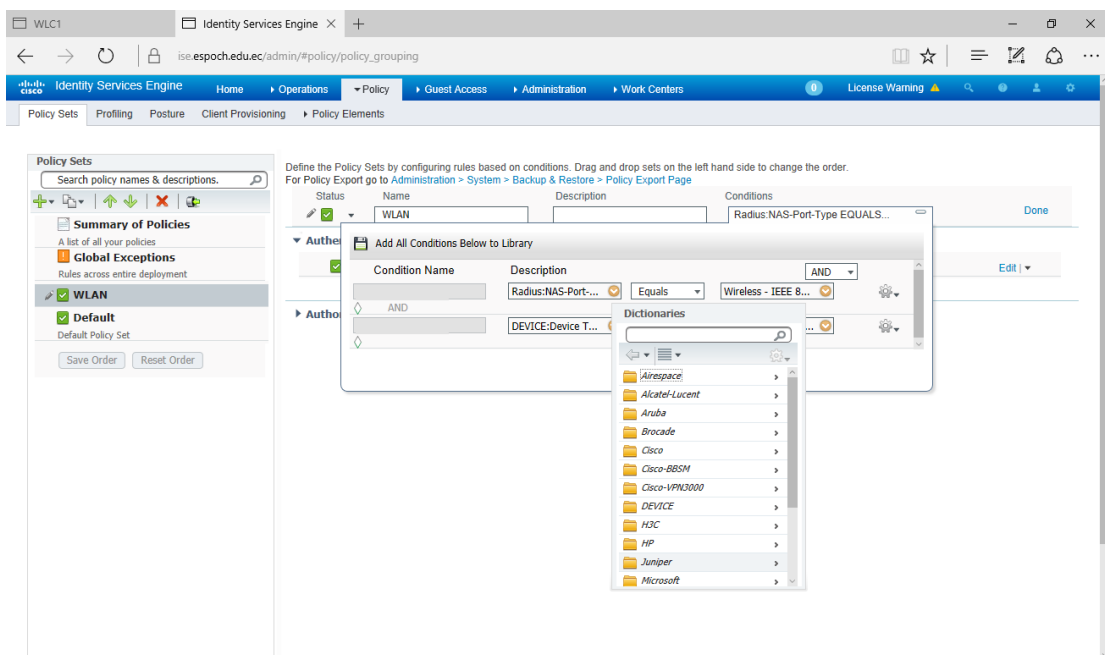 WLC1
Identity Services Engine
ise.espoch.edu.ec/admin/#policy/policy_grouping
cisco Identity Services Engine Home Operations Policy Guest Access Administration Work Centers 0 License Warning
Policy Sets Profiling Posture Client Provisioning Policy Elements
Policy Sets
Search policy names & descriptions.
Summary of Policies
A list of all your policies
Global Exceptions
Rules across entire deployment
WLAN
Default
Default Policy Set
Save Order Reset Order
Define the Policy Sets by configuring rules based on conditions. Drag and drop sets on the left hand side to change the order.
For Policy Export go to Administration > System > Backup & Restore > Policy Export Page
Status Name Description Conditions
WLAN Radius:NAS-Port-Type EQUALS... Done
Authe
Edit |
Autho
Add All Conditions Below to Library
Condition Name Description AND
Radius:NAS-Port-... Equals Wireless - IEEE 8...
AND
DEVICE:Device T... ...
Dictionaries
Airespace
Alcatel-Lucent
Aruba
Brocade
Cisco
Cisco-BBSM
Cisco-VPN3000
DEVICE
H3C
HP
Juniper
Microsoft